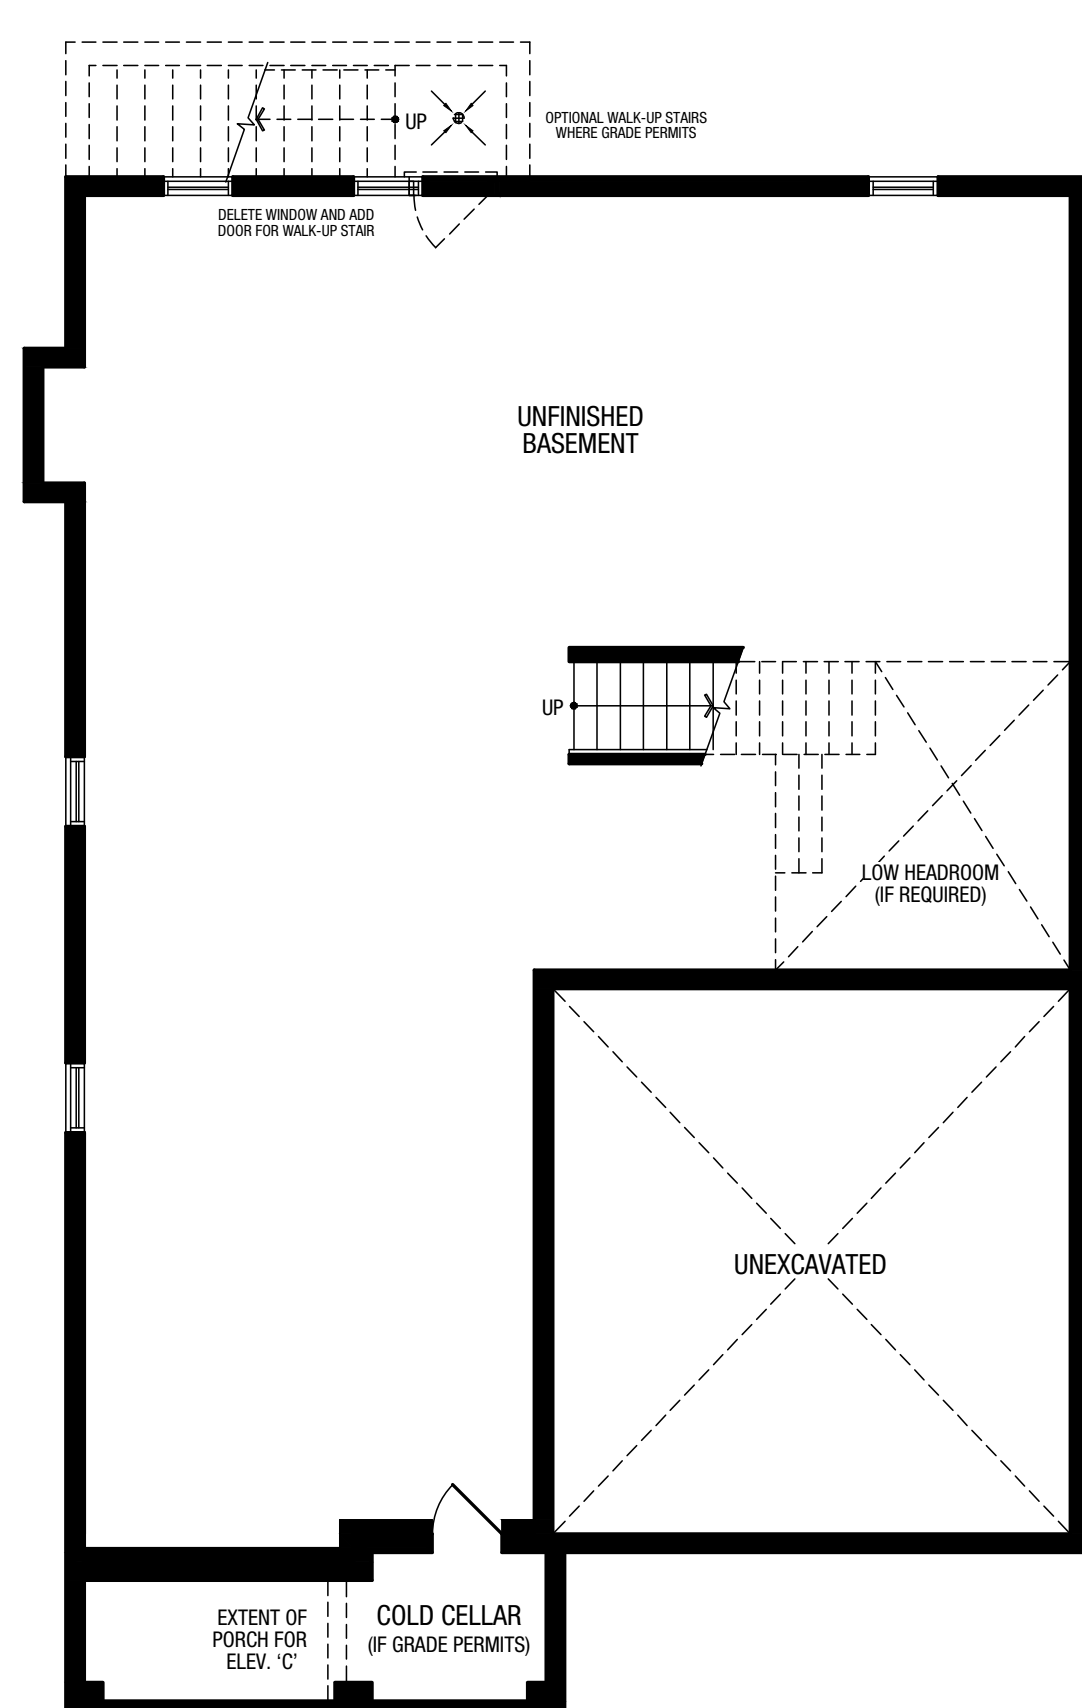 UP
OPTIONAL WALK-UP STAIRS
WHERE GRADE PERMITS
DELETE WINDOW AND ADD
DOOR FOR WALK-UP STAIR
UNFINISHED
BASEMENT
UP
LOW HEADROOM
(IF REQUIRED)
UNEXCAVATED
EXTENT OF
PORCH FOR
ELEV. ‘C’
COLD CELLAR
(IF GRADE PERMITS)